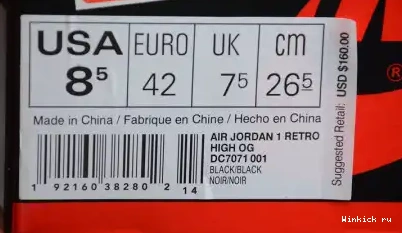 USA EURO UK cm
8⁵ 42 7⁵ 26⁵
Made in China / Fabrique en Chine / Hecho en China
AIR JORDAN 1 RETRO
HIGH OG
DC7071 001
BLACK/BLACK
NOIR/NOIR
1 92160 38280 2 14
Suggested Retail: USD $160.00
®
Winkick ru